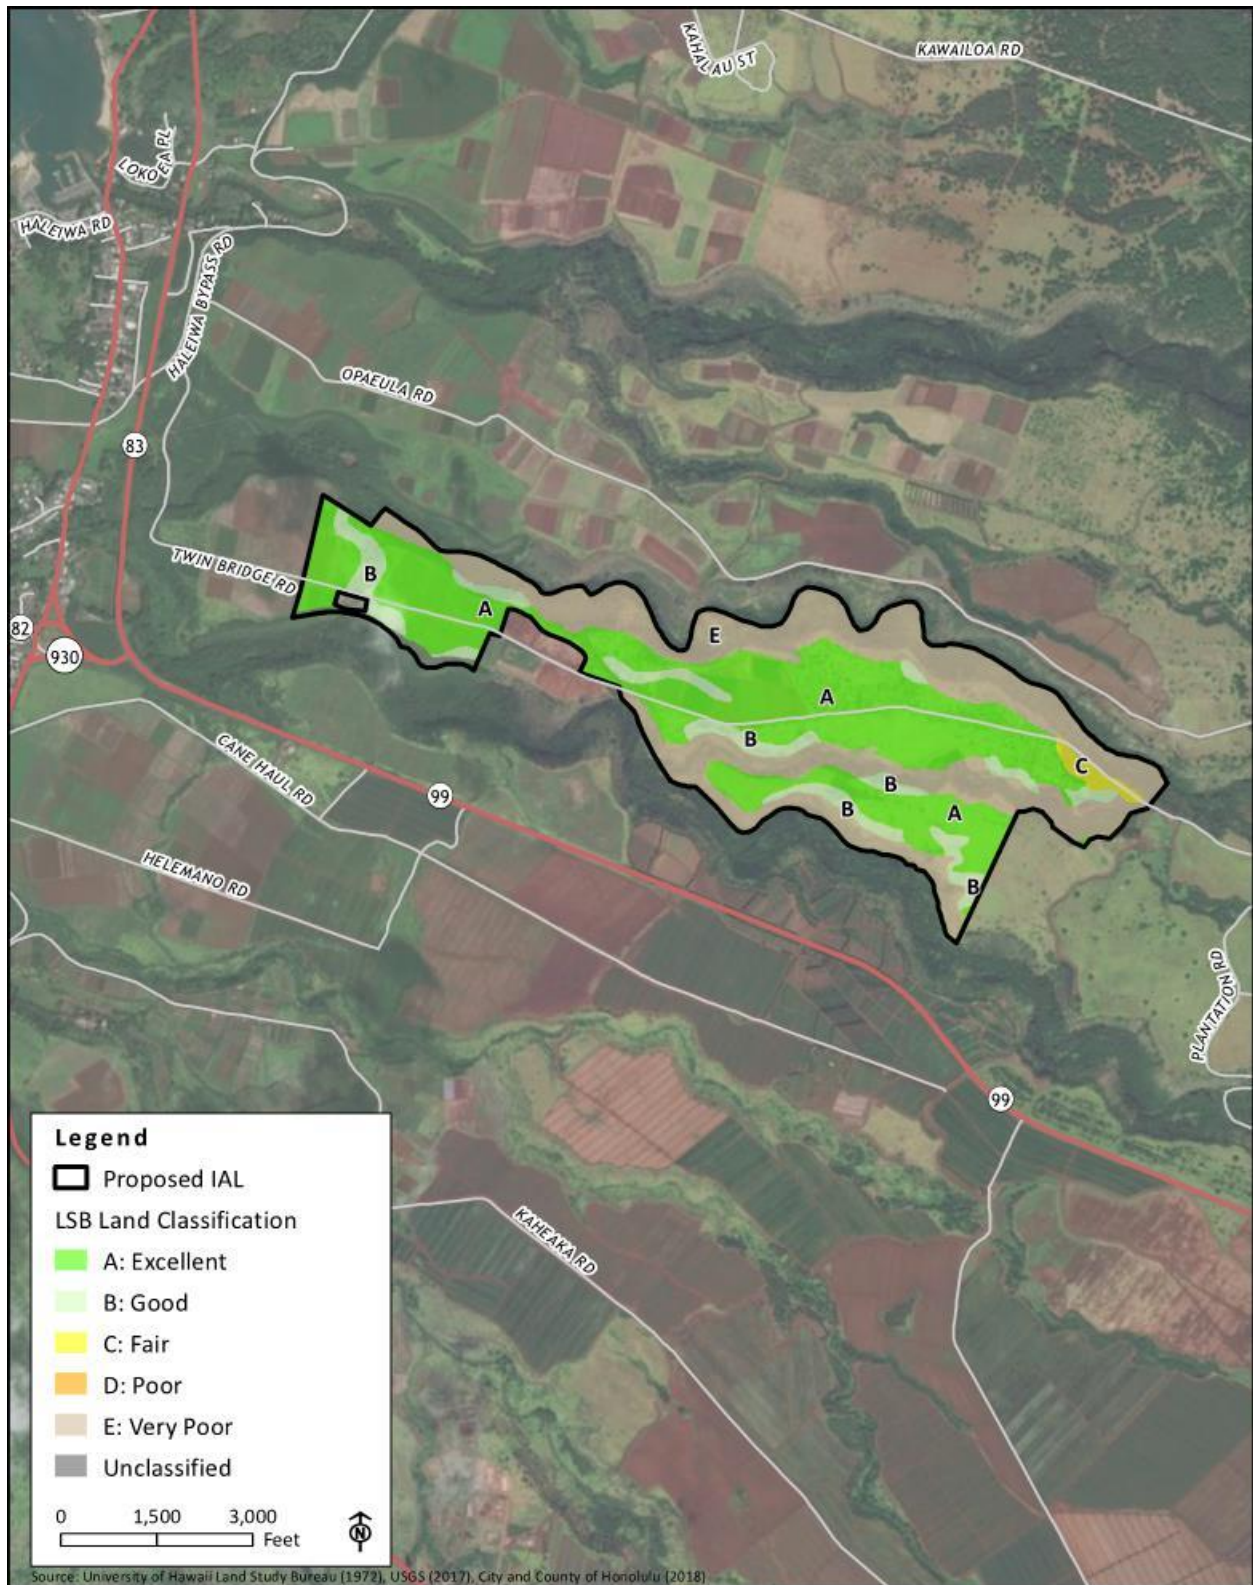 KAHALAU ST
KAWAILOA RD
LOKOEA PL
HALEIWA RD
HALEIWA BYPASS RD
OPAEULA RD
83
TWIN BRIDGE RD
B
A
E
82
930
A
B
C
B
B
A
B
CANE HAUL RD
99
HELEMANO RD
PLANTATION RD
99
KAHEAKA RD
Legend
Proposed IAL
LSB Land Classification
A: Excellent
B: Good
C: Fair
D: Poor
E: Very Poor
Unclassified
0 1,500 3,000
Feet
N
Source: University of Hawaii Land Study Bureau (1972), USGS (2017), City and County of Honolulu (2018)